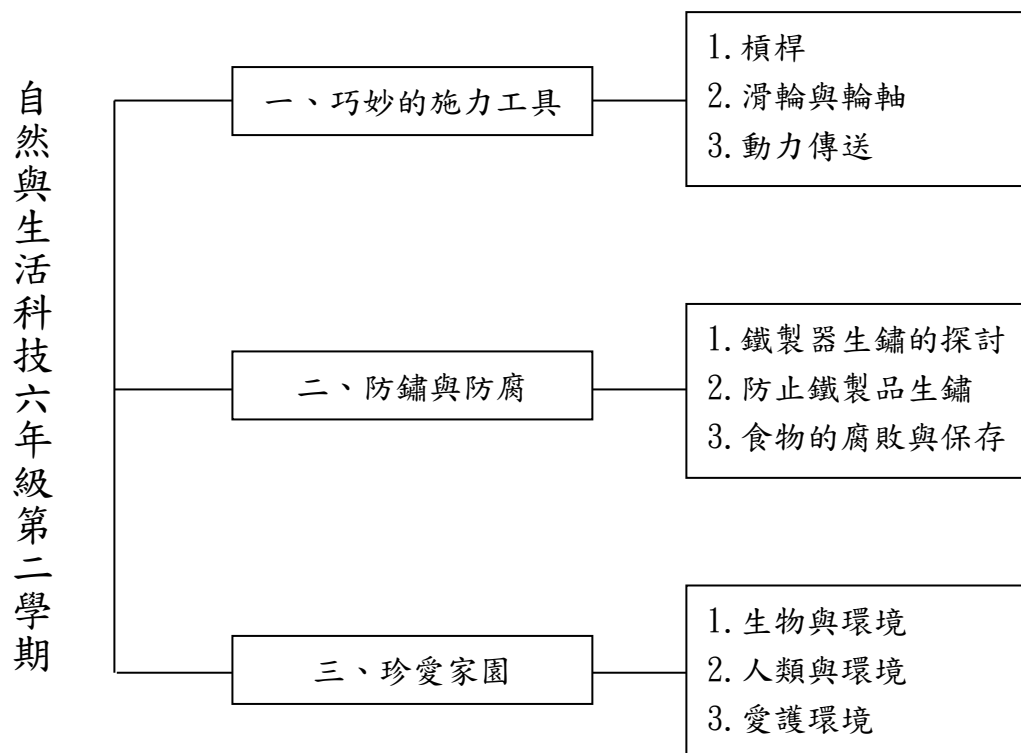 自然與生活科技六年級第二學期
一、巧妙的施力工具
1.槓桿
2.滑輪與輪軸
3.動力傳送
二、防鏽與防腐
1.鐵製器生鏽的探討
2.防止鐵製品生鏽
3.食物的腐敗與保存
三、珍愛家園
1.生物與環境
2.人類與環境
3.愛護環境